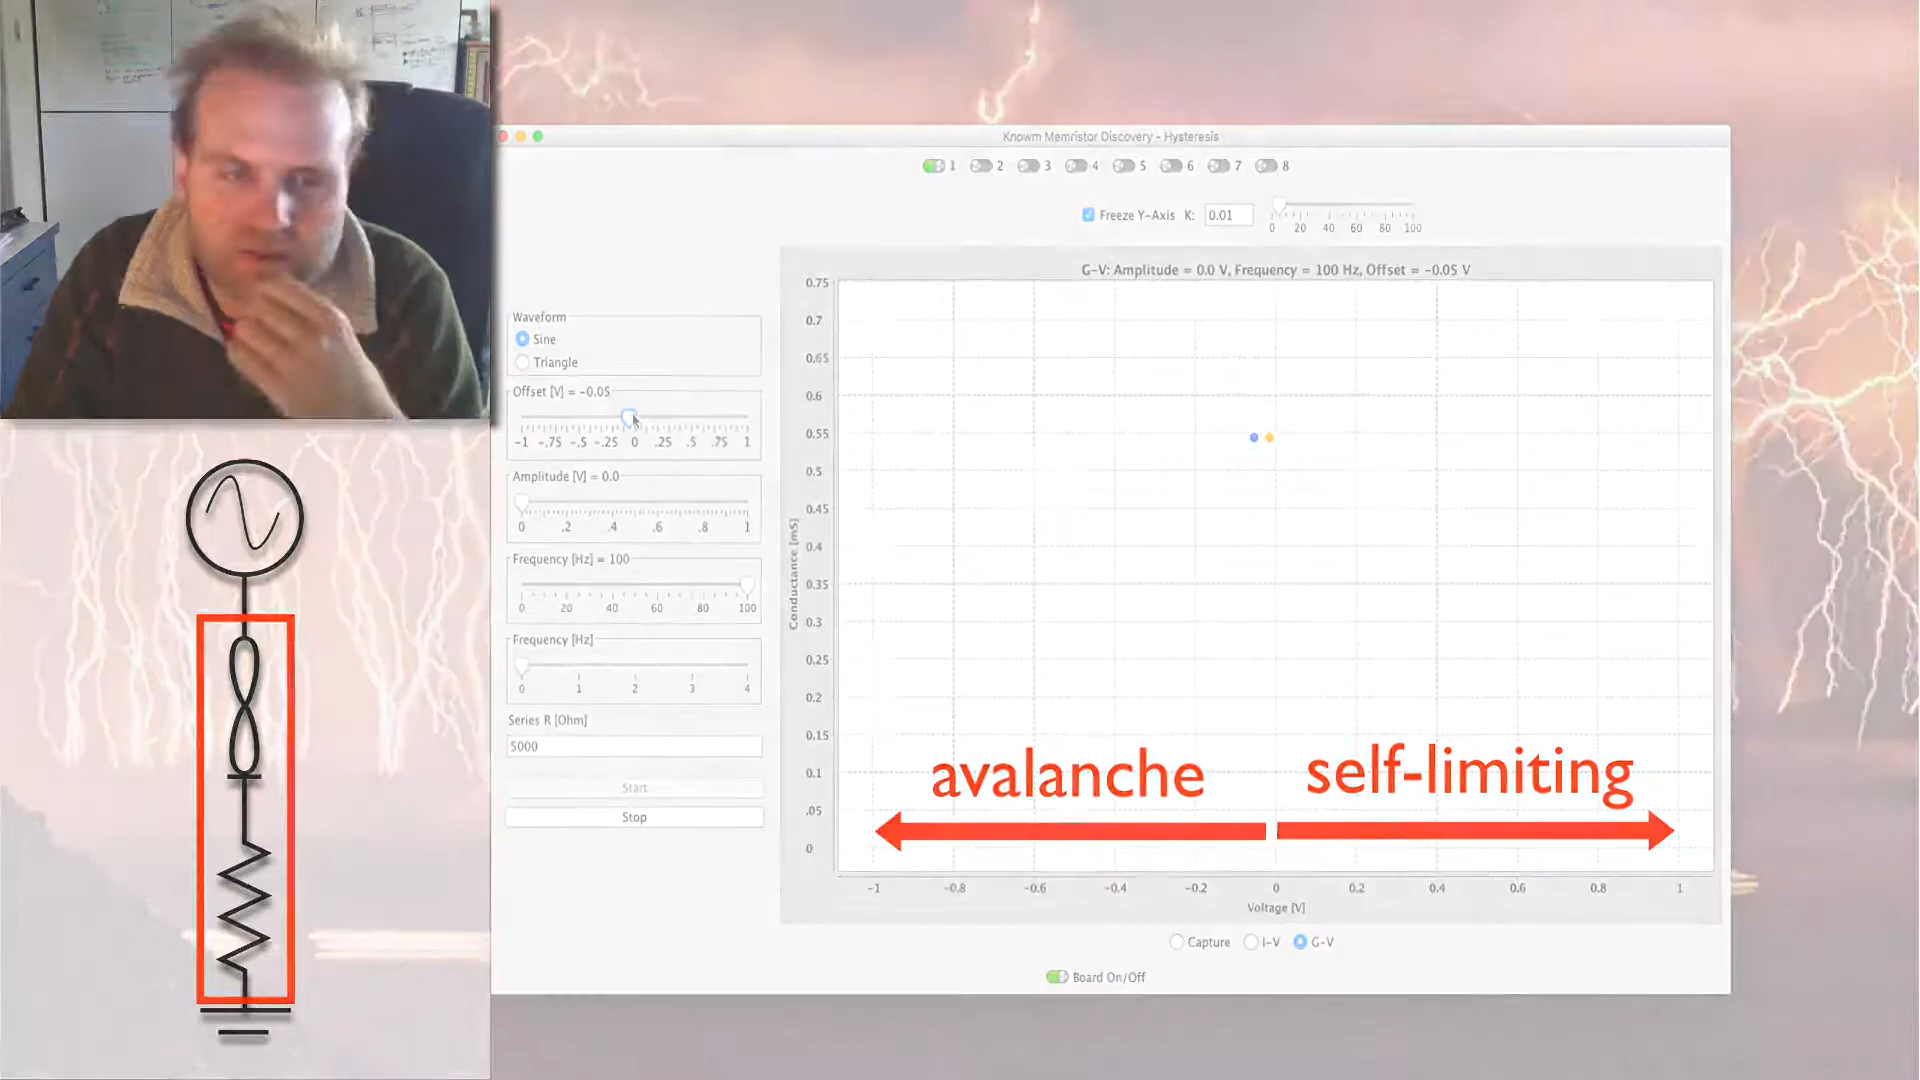 Knowm Memristor Discovery - Hysteresis
1 2 3 4 5 6 7 8
Freeze Y-Axis K: 0.01
0 20 40 60 80 100
G-V: Amplitude = 0.0 V, Frequency = 100 Hz, Offset = -0.05 V
Waveform
Sine
Triangle
Offset [V] = -0.05
-1 -.75 -.5 -.25 0 .25 .5 .75 1
Amplitude [V] = 0.0
0 .2 .4 .6 .8 1
Frequency [Hz] = 100
0 20 40 60 80 100
Frequency [Hz]
0 1 2 3 4
Series R [Ohm]
5000
Start
Stop
0.75
0.7
0.65
0.6
0.55
0.5
0.45
0.4
0.35
0.3
0.25
0.2
0.15
0.1
.05
0
Conductance [mS]
avalanche self-limiting
-1 -0.8 -0.6 -0.4 -0.2 0 0.2 0.4 0.6 0.8 1
Voltage [V]
Capture I-V G-V
Board On/Off